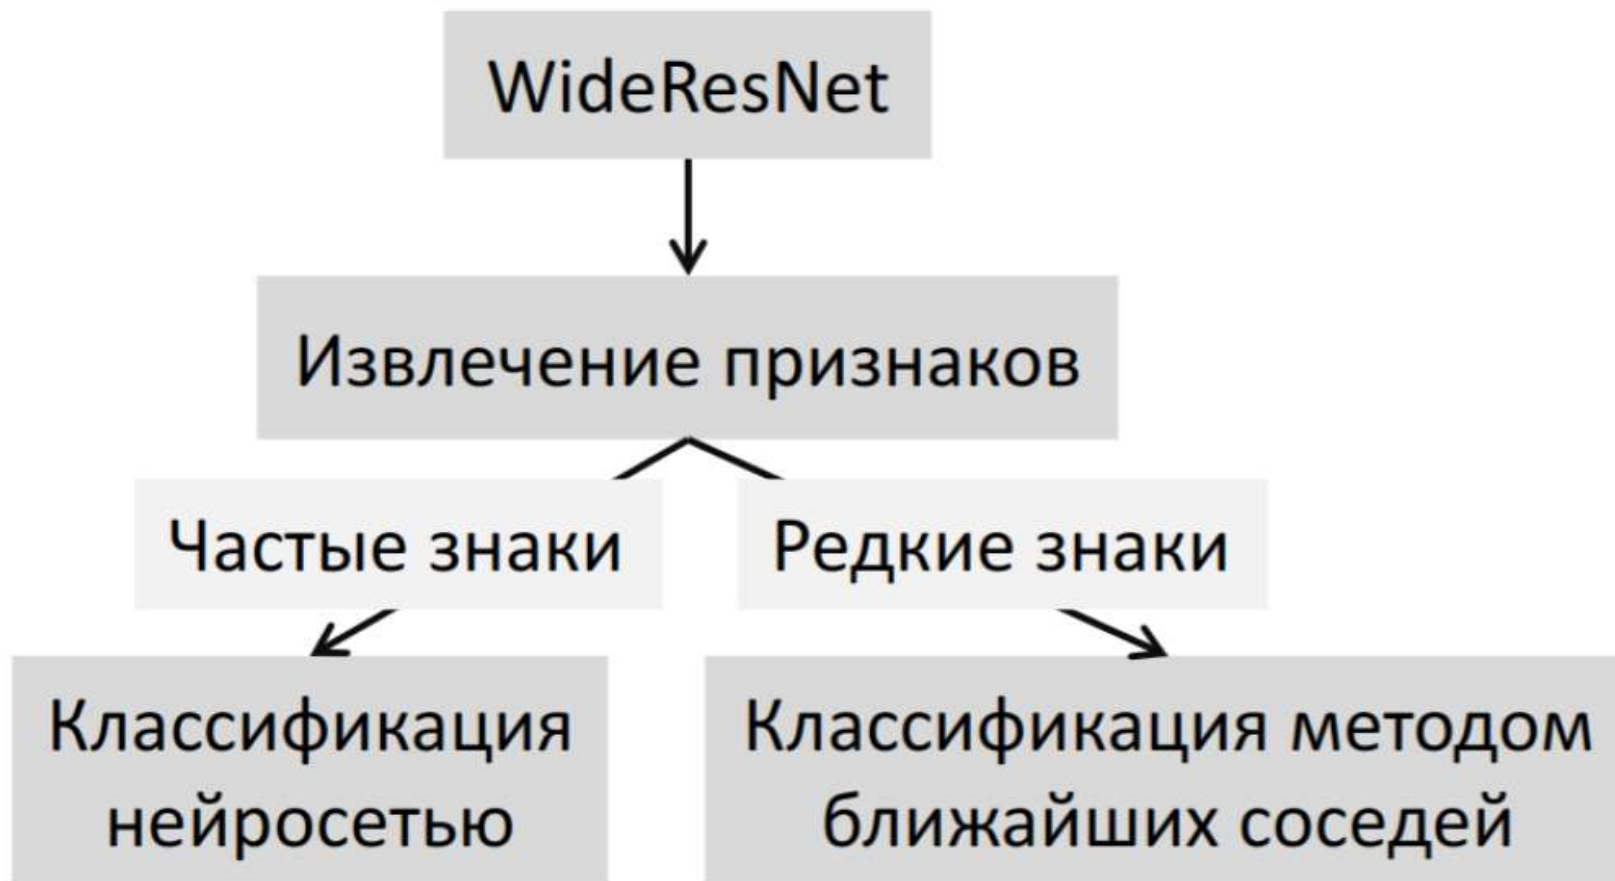 WideResNet
Извлечение признаков
Частые знаки
Редкие знаки
Классификация
нейросетью
Классификация методом
ближайших соседей